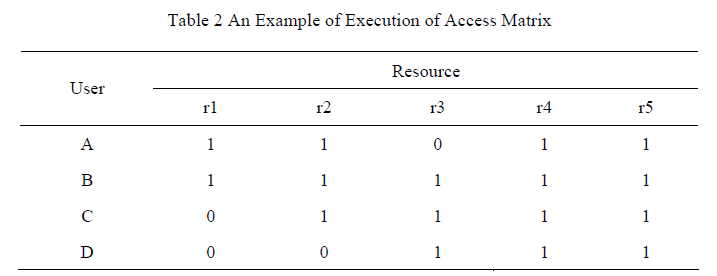 Table 2 An Example of Execution of Access Matrix
User
Resource
r1 r2 r3 r4 r5
A 1 1 0 1 1
B 1 1 1 1 1
C 0 1 1 1 1
D 0 0 1 1 1